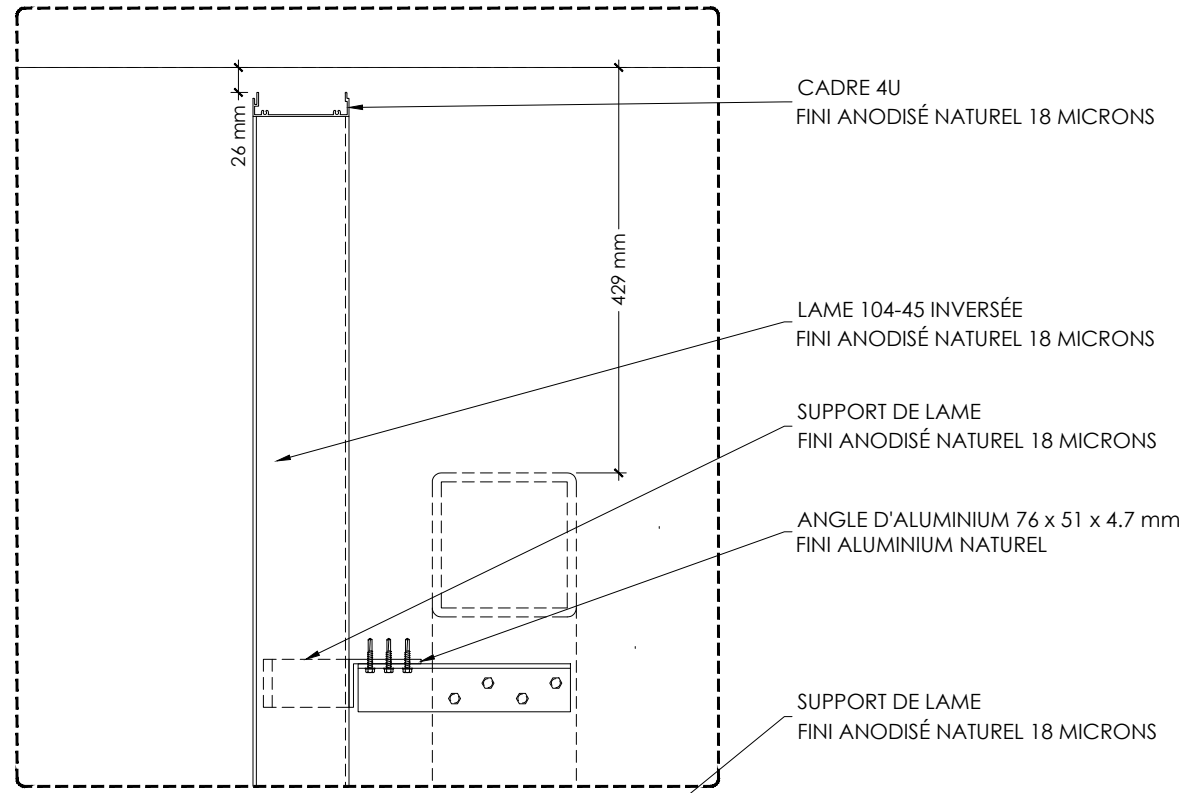 CADRE 4U
FINI ANODISÉ NATUREL 18 MICRONS
26 mm
429 mm
LAME 104-45 INVERSÉE
FINI ANODISÉ NATUREL 18 MICRONS
SUPPORT DE LAME
FINI ANODISÉ NATUREL 18 MICRONS
ANGLE D'ALUMINIUM 76 x 51 x 4.7 mm
FINI ALUMINIUM NATUREL
SUPPORT DE LAME
FINI ANODISÉ NATUREL 18 MICRONS